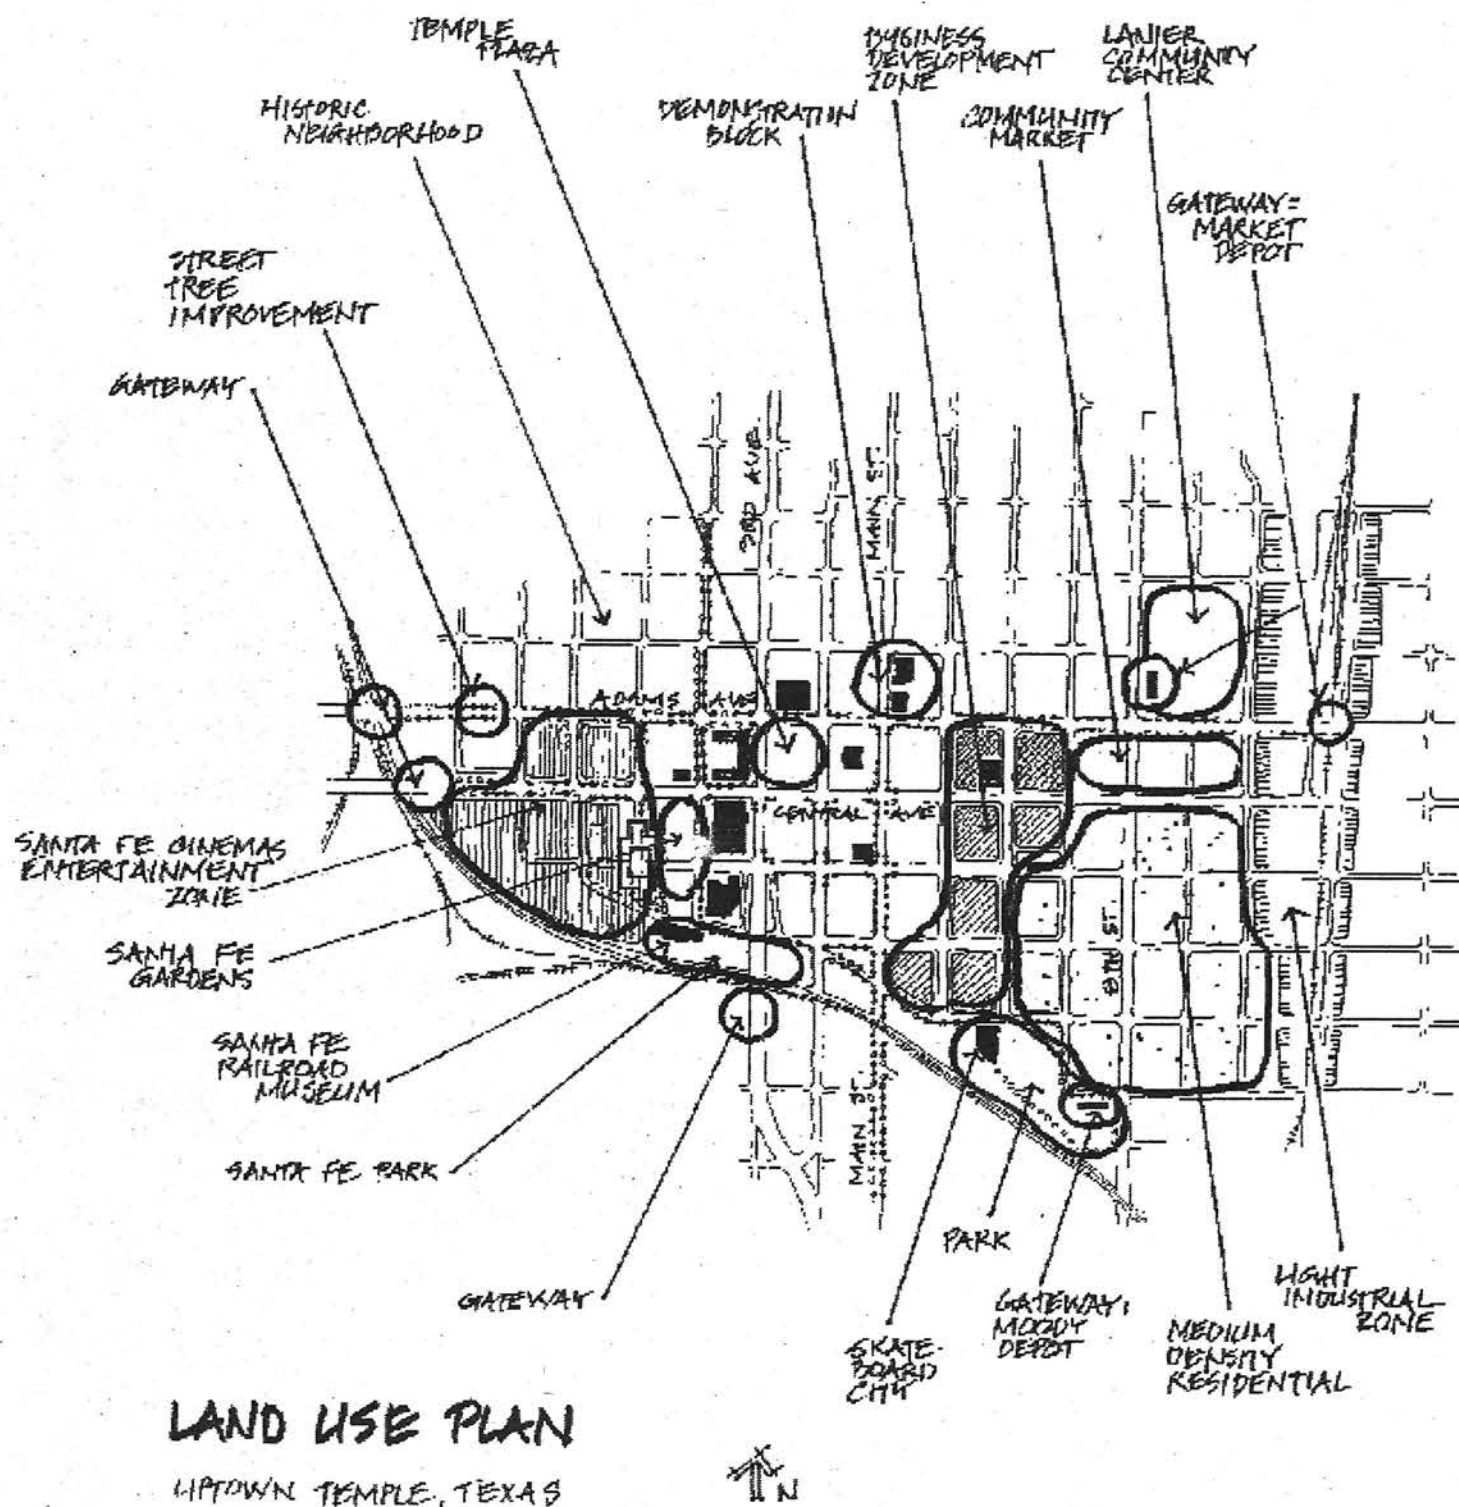 TEMPLE
PLAZA
BUSINESS
DEVELOPMENT
ZONE
LANIER
COMMUNITY
CENTER
HISTORIC
NEIGHBORHOOD
DEMONSTRATION
BLOCK
COMMUNITY
MARKET
GATEWAY=
MARKET
DEPOT
STREET
TREE
IMPROVEMENT
GATEWAY
3RD AVE.
MAIN ST.
ADAMS AVE
CENTRAL AVE
SANTA FE CINEMAS
ENTERTAINMENT
ZONE
SANTA FE
GARDENS
8TH ST.
SANTA FE
RAILROAD
MUSEUM
SANTA FE PARK
MAIN ST.
GATEWAY
PARK
SKATE-
BOARD
CITY
GATEWAY:
MOODY
DEPOT
MEDIUM
DENSITY
RESIDENTIAL
LIGHT
INDUSTRIAL
ZONE
LAND USE PLAN
UPTOWN TEMPLE, TEXAS
N